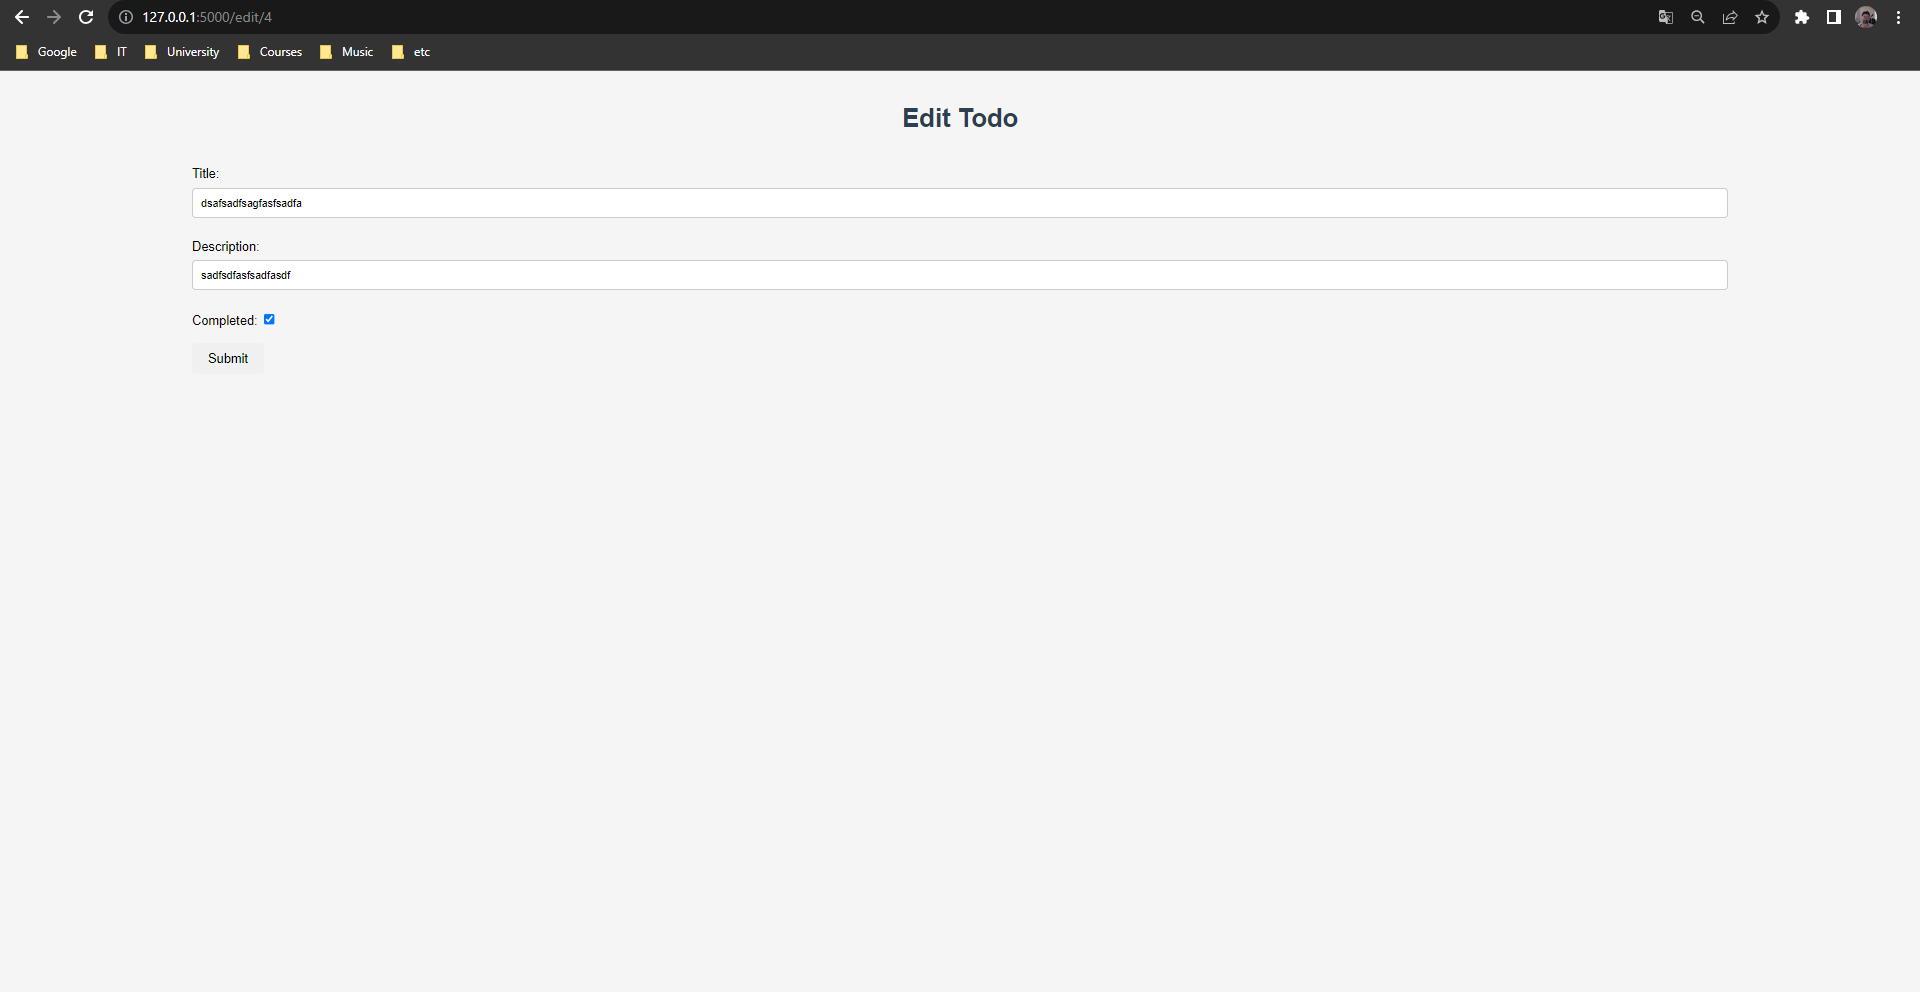 127.0.0.1:5000/edit/4
Google IT University Courses Music etc
Edit Todo
Title:
dsafsadfsagfasfsadfa
Description:
sadfsdfasfsadfasdf
Completed:
Submit